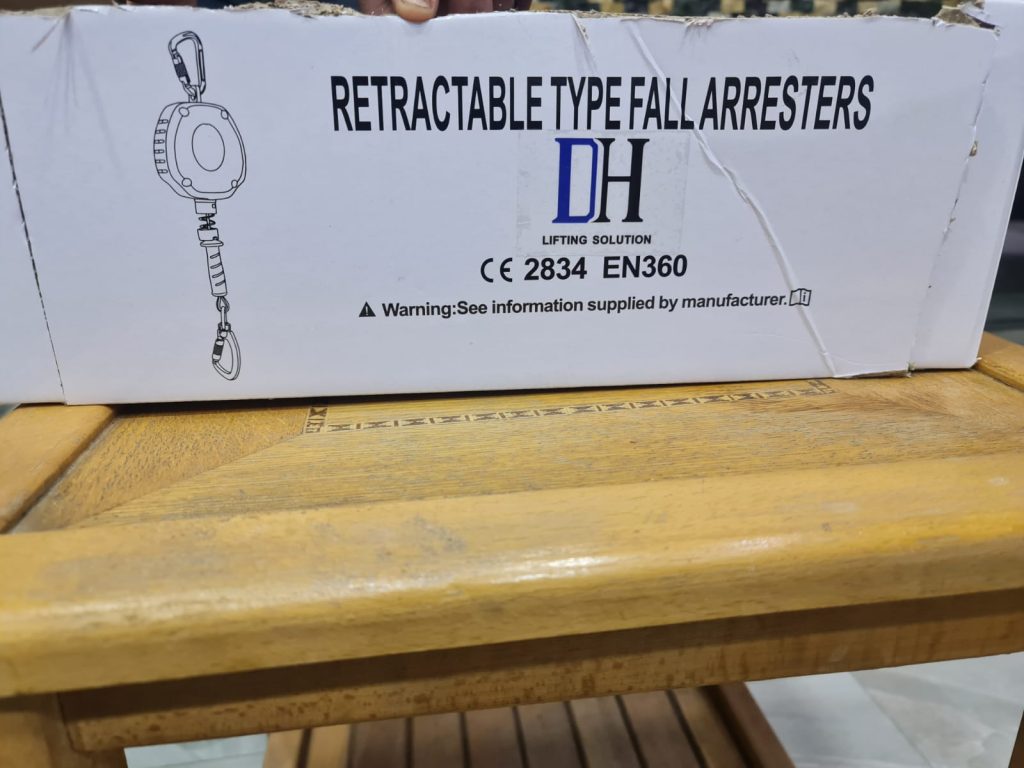 RETRACTABLE TYPE FALL ARRESTERS
DH
LIFTING SOLUTION
CE 2834 EN360
Warning:See information supplied by manufacturer.